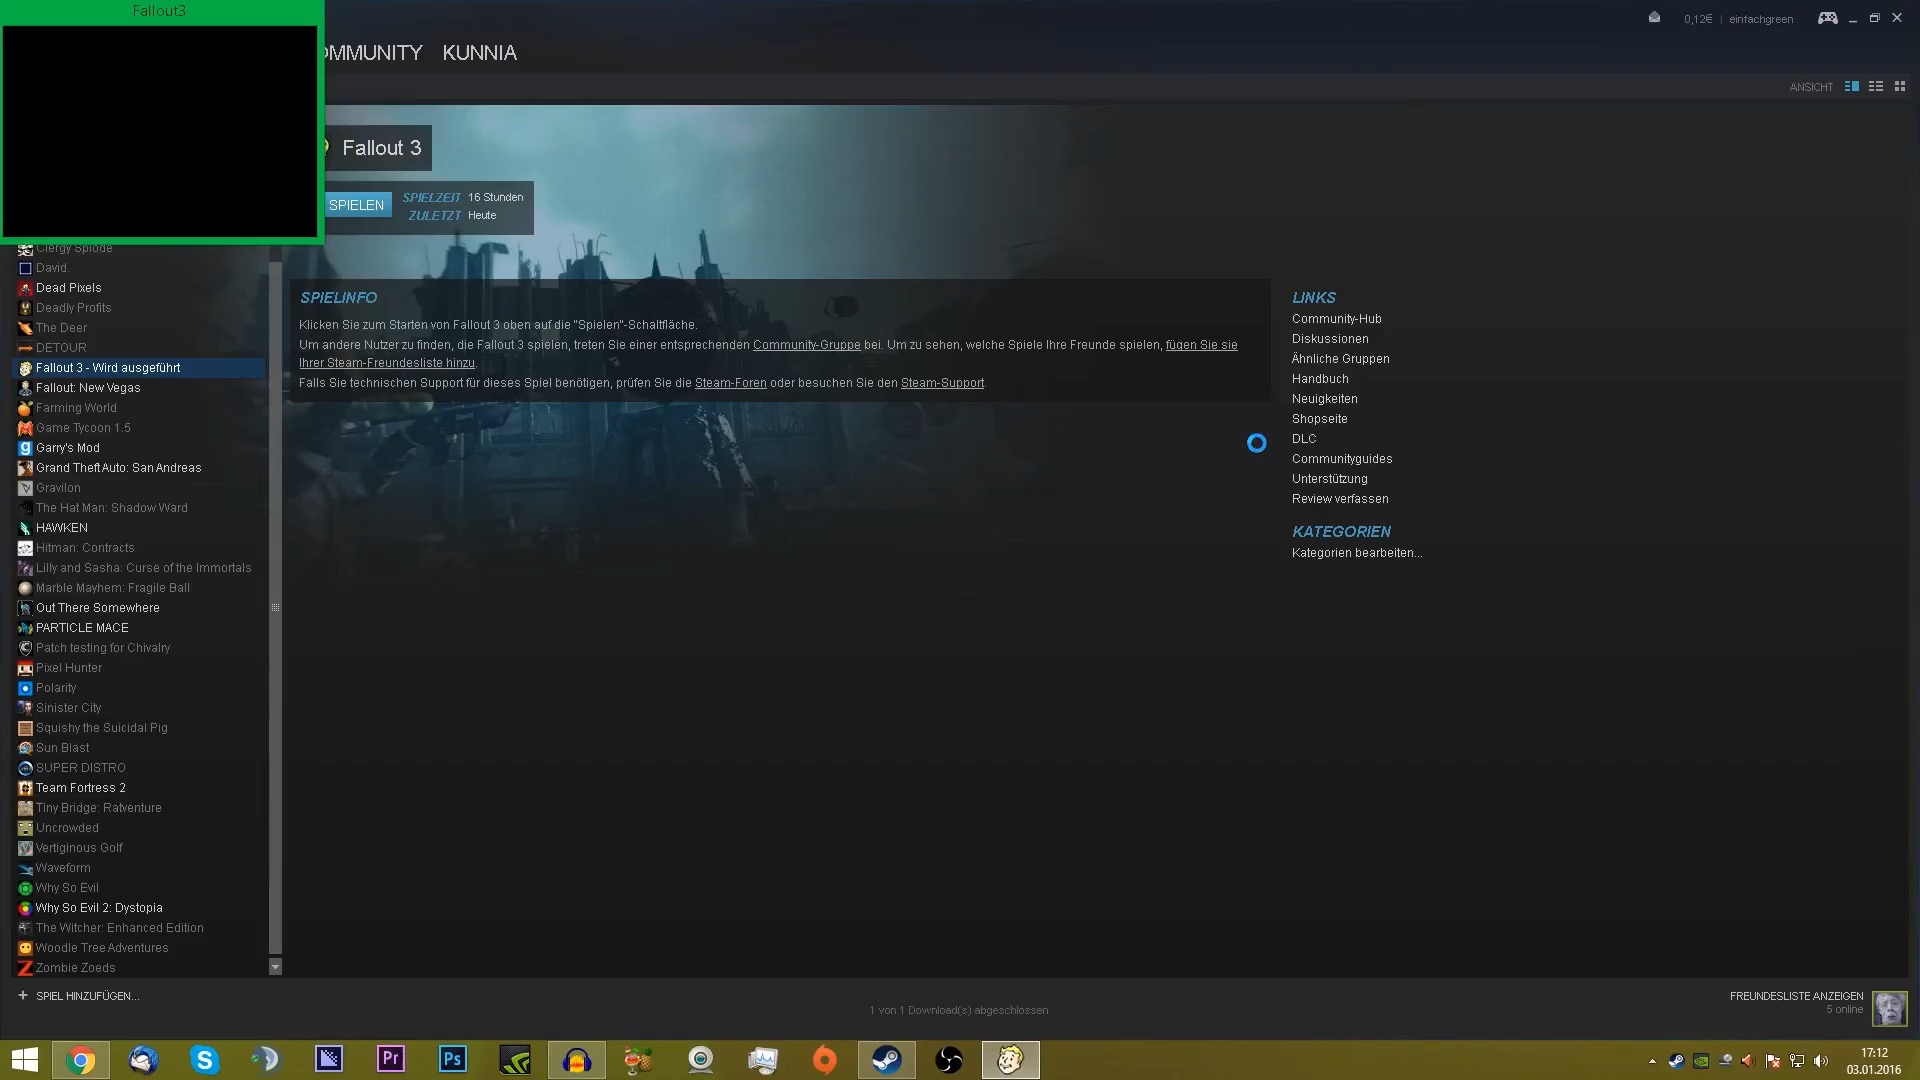 Fallout3
0,12€ | einfachgreen
OMMUNITY KUNNIA
ANSICHT
Fallout 3
SPIELEN
SPIELZEIT 16 Stunden
ZULETZT Heute
Clergy Splode
David.
Dead Pixels
Deadly Profits
The Deer
DETOUR
Fallout 3 - Wird ausgeführt
Fallout: New Vegas
Farming World
Game Tycoon 1.5
Garry's Mod
Grand Theft Auto: San Andreas
Gravilon
The Hat Man: Shadow Ward
HAWKEN
Hitman: Contracts
Lilly and Sasha: Curse of the Immortals
Marble Mayhem: Fragile Ball
Out There Somewhere
PARTICLE MACE
Patch testing for Chivalry
Pixel Hunter
Polarity
Sinister City
Squishy the Suicidal Pig
Sun Blast
SUPER DISTRO
Team Fortress 2
Tiny Bridge: Ratventure
Uncrowded
Vertiginous Golf
Waveform
Why So Evil
Why So Evil 2: Dystopia
The Witcher: Enhanced Edition
Woodle Tree Adventures
Zombie Zoeds
SPIELINFO
Klicken Sie zum Starten von Fallout 3 oben auf die "Spielen"-Schaltfläche.
Um andere Nutzer zu finden, die Fallout 3 spielen, treten Sie einer entsprechenden Community-Gruppe bei. Um zu sehen, welche Spiele Ihre Freunde spielen, fügen Sie sie
Ihrer Steam-Freundesliste hinzu.
Falls Sie technischen Support für dieses Spiel benötigen, prüfen Sie die Steam-Foren oder besuchen Sie den Steam-Support.
LINKS
Community-Hub
Diskussionen
Ähnliche Gruppen
Handbuch
Neuigkeiten
Shopseite
DLC
Communityguides
Unterstützung
Review verfassen
KATEGORIEN
Kategorien bearbeiten...
+ SPIEL HINZUFÜGEN...
1 von 1 Download(s) abgeschlossen
FREUNDESLISTE ANZEIGEN
5 online
Pr
Ps
17:12
03.01.2016